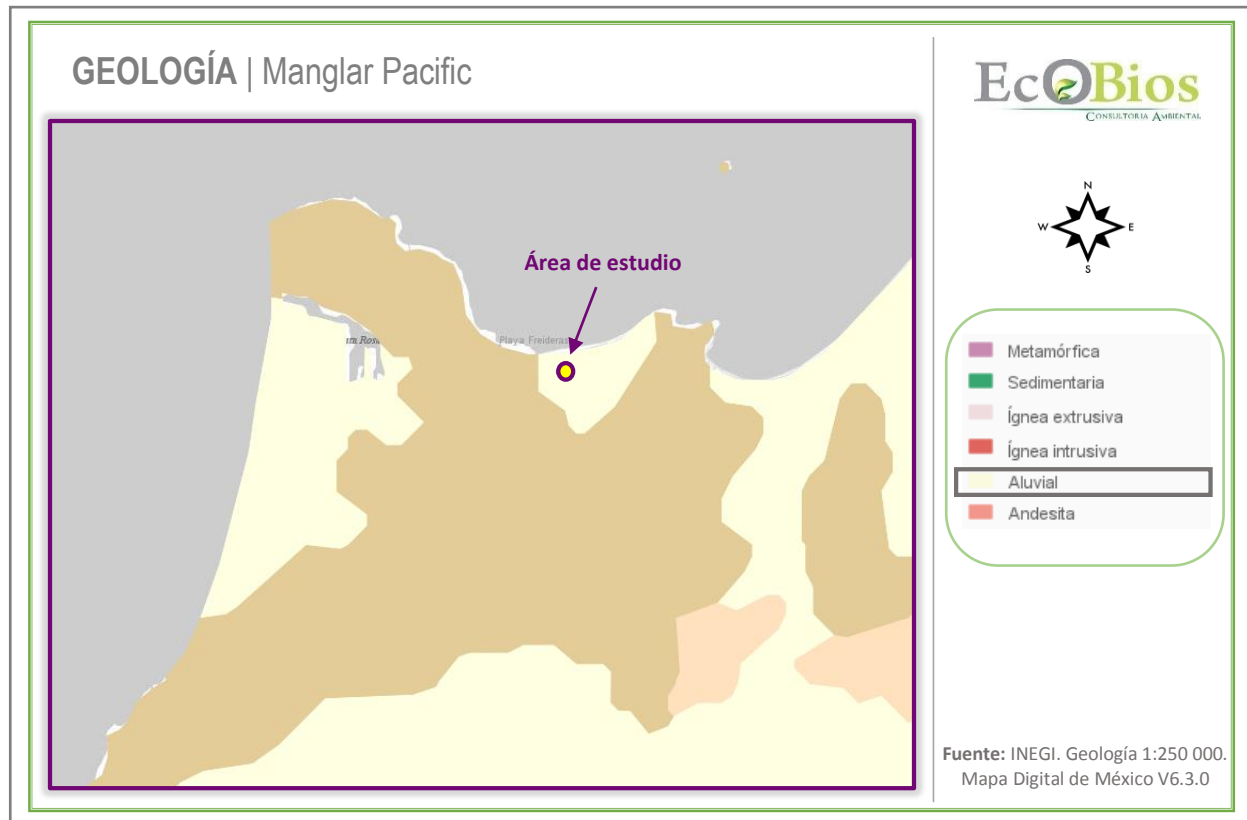 GEOLOGÍA | Manglar Pacific
EcoBios
CONSULTORIA AMBIENTAL
N
W
E
S
Área de estudio
Playa Freideras
Metamórfica
Sedimentaria
Ígnea extrusiva
Ígnea intrusiva
Aluvial
Andesita
Fuente: INEGI. Geología 1:250 000.
Mapa Digital de México V6.3.0